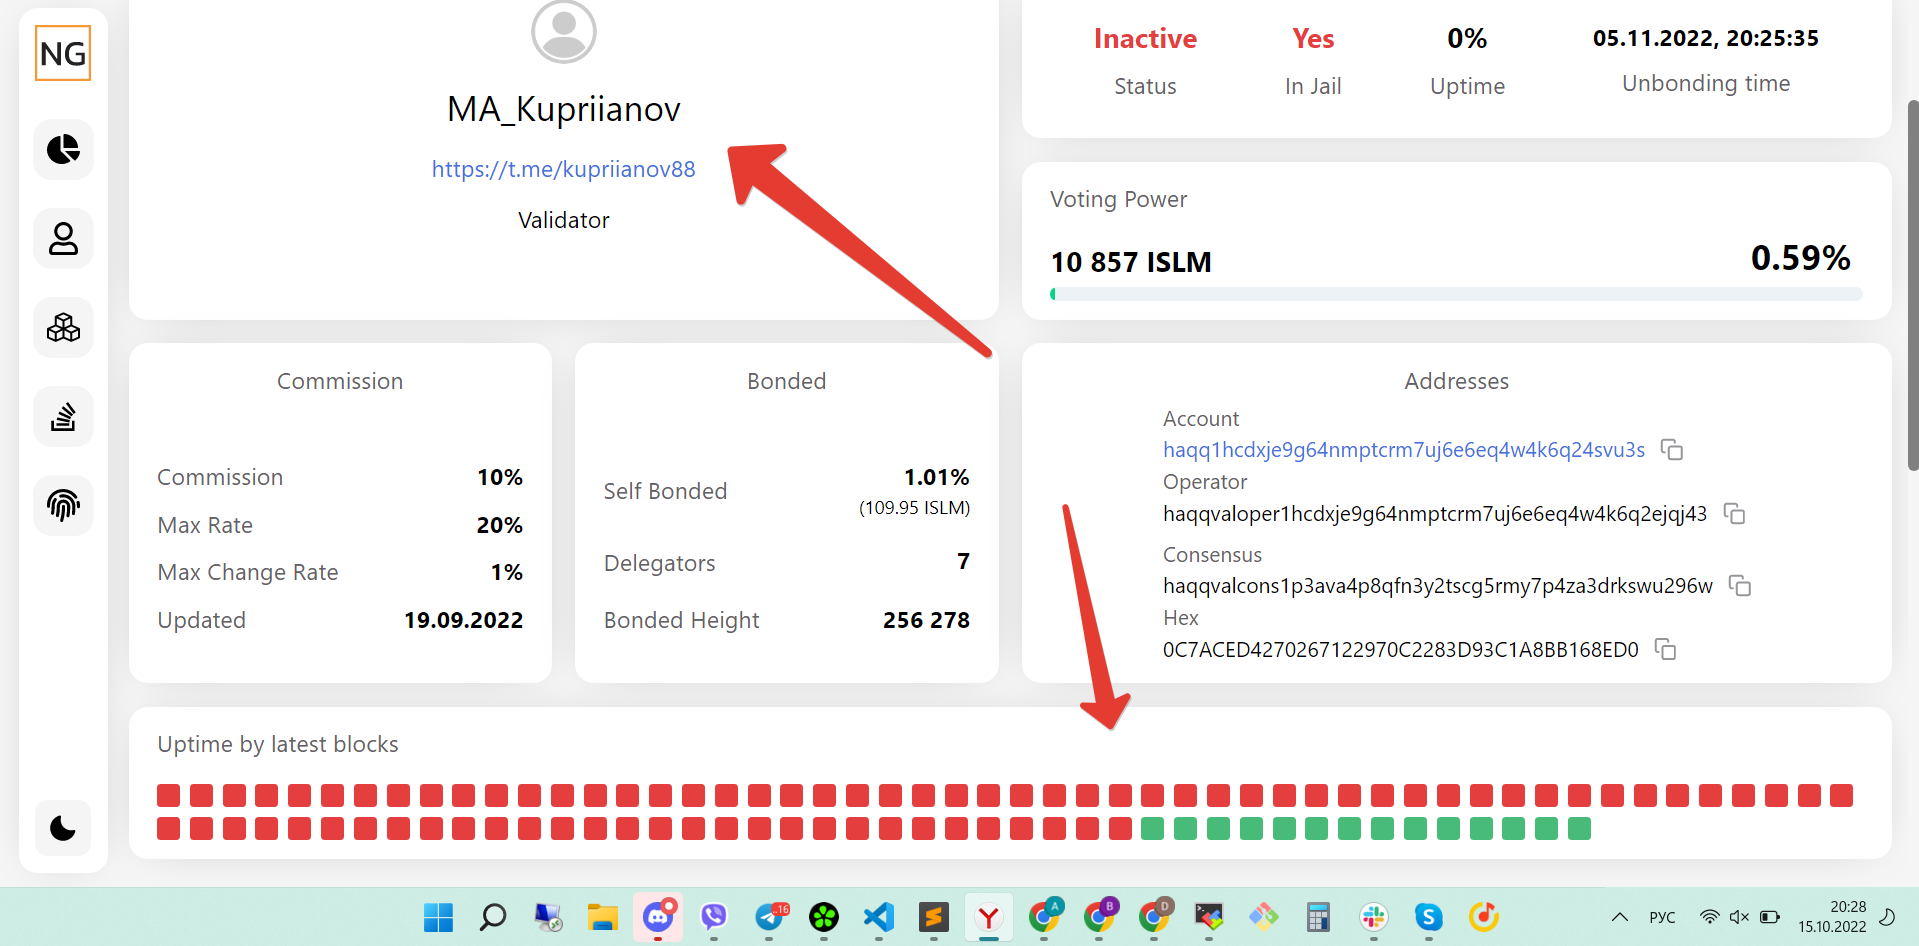 NG
MA_Kupriianov
https://t.me/kupriianov88
Validator
Inactive
Status
Yes
In Jail
0%
Uptime
05.11.2022, 20:25:35
Unbonding time
Voting Power
10 857 ISLM
0.59%
Commission
Commission 10%
Max Rate 20%
Max Change Rate 1%
Updated 19.09.2022
Bonded
Self Bonded 1.01%
(109.95 ISLM)
Delegators 7
Bonded Height 256 278
Addresses
Account
haqq1hcdxje9g64nmptcrm7uj6e6eq4w4k6q24svu3s
Operator
haqqvaloper1hcdxje9g64nmptcrm7uj6e6eq4w4k6q2ejqj43
Consensus
haqqvalcons1p3ava4p8qfn3y2tscg5rmy7p4za3drkswu296w
Hex
0C7ACED4270267122970C2283D93C1A8BB168ED0
Uptime by latest blocks
..16
A
B
D
РУС
20:28
15.10.2022